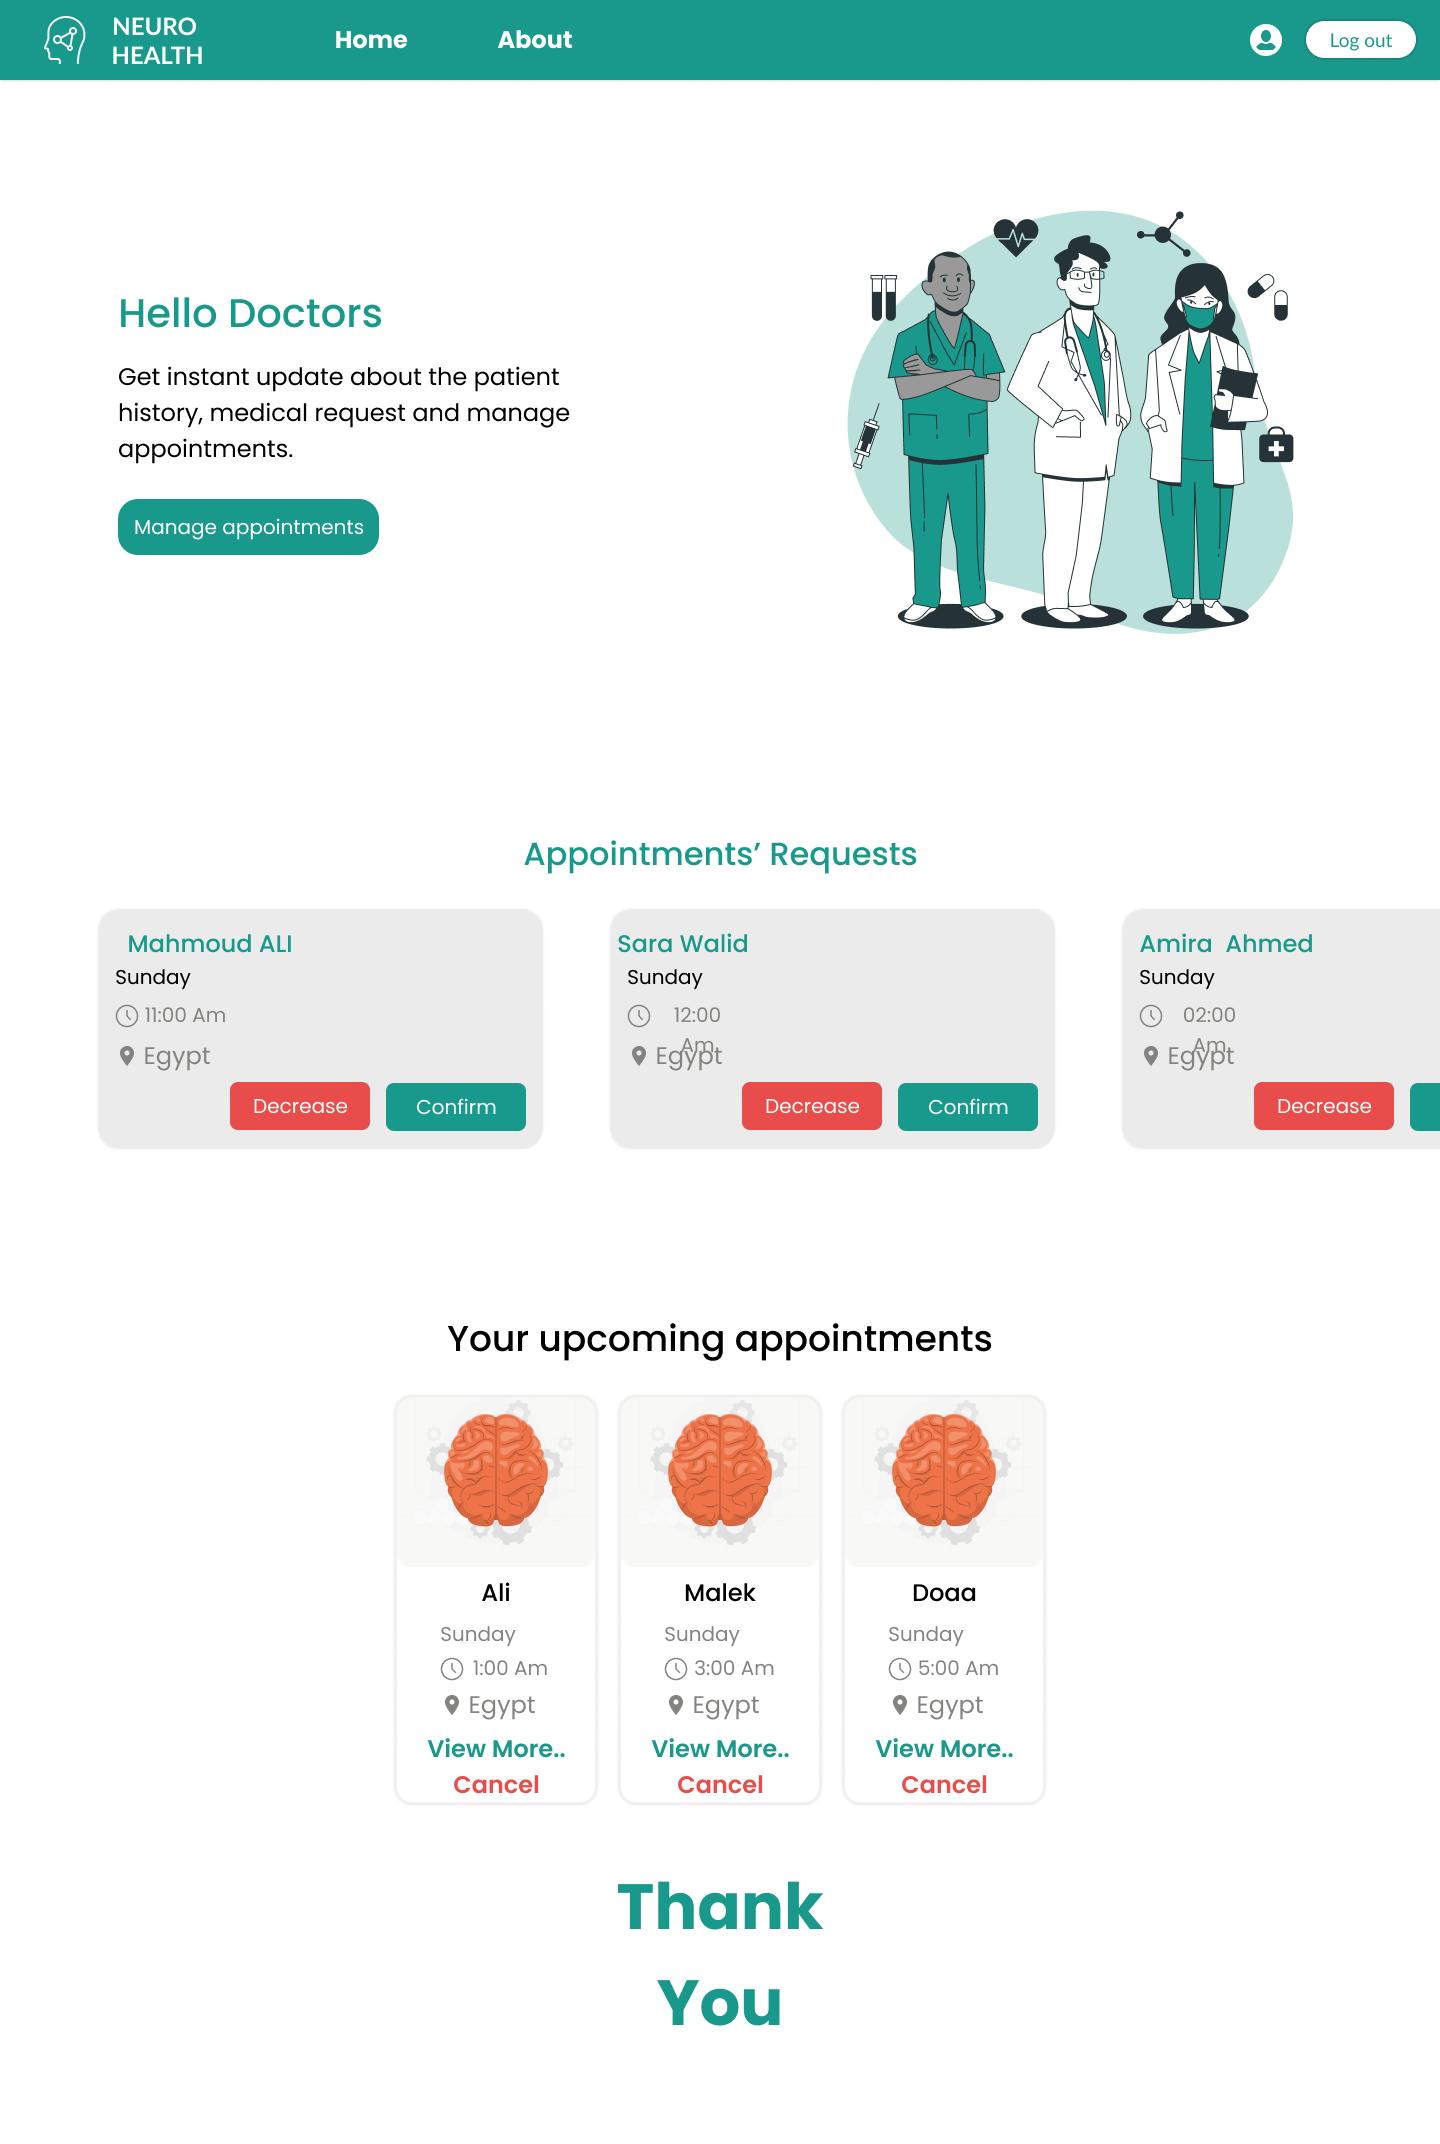 NEURO
HEALTH
Home
About
Log out
Hello Doctors
Get instant update about the patient
history, medical request and manage
appointments.
Manage appointments
Appointments’ Requests
Mahmoud ALI
Sunday
11:00 Am
Egypt
Decrease
Confirm
Sara Walid
Sunday
12:00
Am
Egypt
Decrease
Confirm
Amira  Ahmed
Sunday
02:00
Am
Egypt
Decrease
Your upcoming appointments
Ali
Sunday
1:00 Am
Egypt
View More..
Cancel
Malek
Sunday
3:00 Am
Egypt
View More..
Cancel
Doaa
Sunday
5:00 Am
Egypt
View More..
Cancel
Thank
You